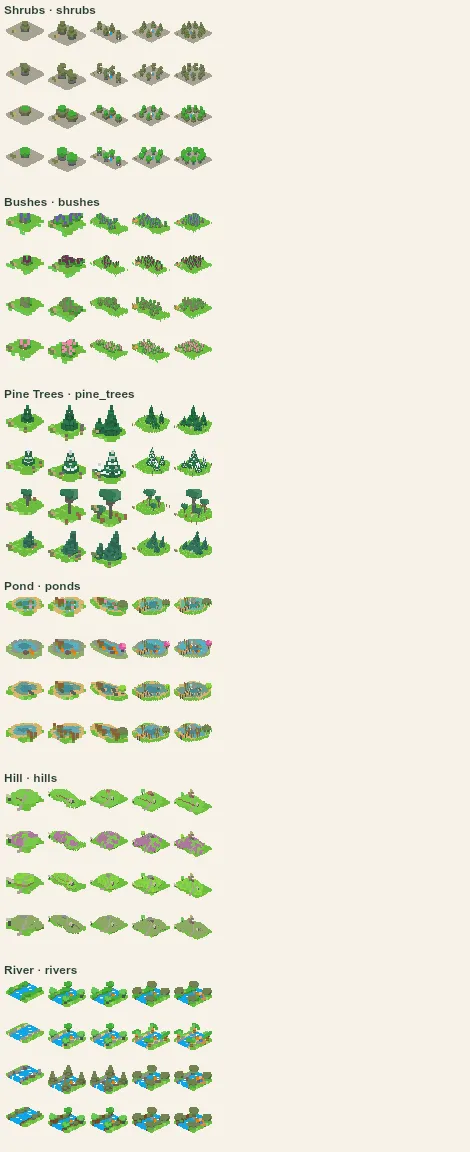 Shrubs · shrubs
Bushes · bushes
Pine Trees · pine_trees
Pond · ponds
Hill · hills
River · rivers